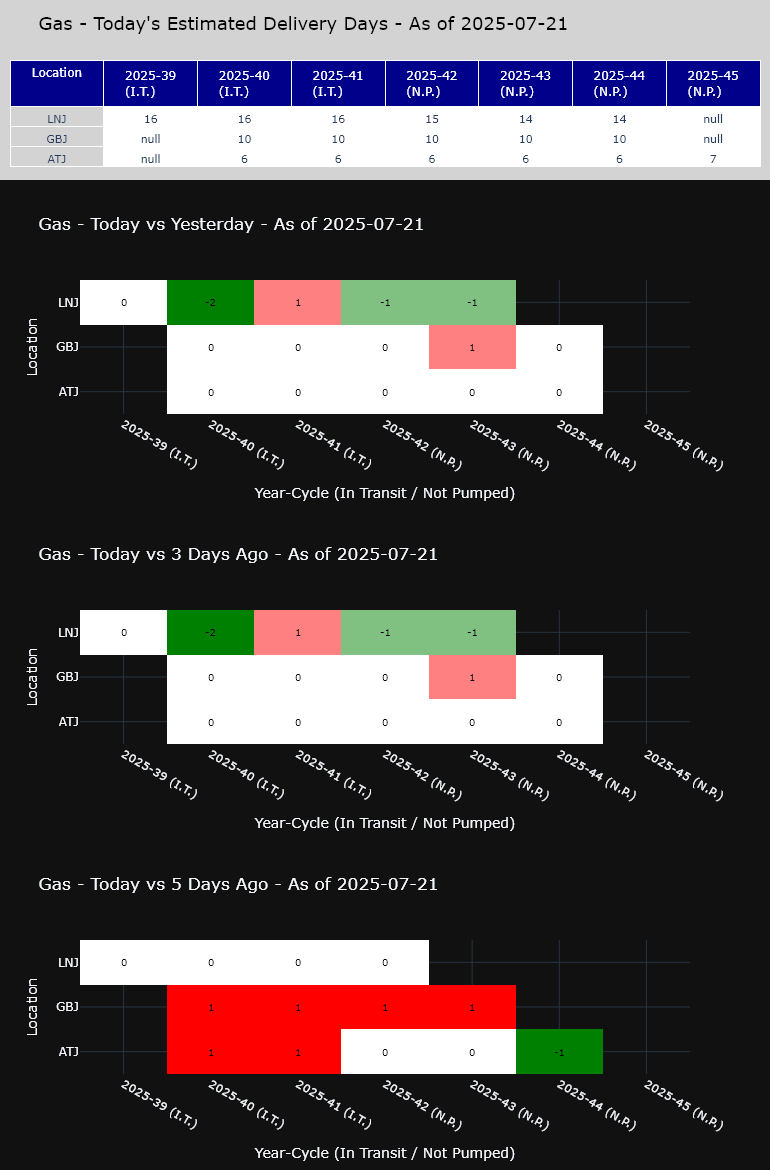 Gas - Today's Estimated Delivery Days - As of 2025-07-21
Location 2025-39 (I.T.) 2025-40 (I.T.) 2025-41 (I.T.) 2025-42 (N.P.) 2025-43 (N.P.) 2025-44 (N.P.) 2025-45 (N.P.)
LNJ 16 16 16 15 14 14 null
GBJ null 10 10 10 10 10 null
ATJ null 6 6 6 6 6 7
Gas - Today vs Yesterday - As of 2025-07-21
Location
LNJ 0 -2 1 -1 -1
GBJ 0 0 0 1 0
ATJ 0 0 0 0 0
2025-39 (I.T.) 2025-40 (I.T.) 2025-41 (I.T.) 2025-42 (N.P.) 2025-43 (N.P.) 2025-44 (N.P.) 2025-45 (N.P.)
Year-Cycle (In Transit / Not Pumped)
Gas - Today vs 3 Days Ago - As of 2025-07-21
Location
LNJ 0 -2 1 -1 -1
GBJ 0 0 0 1 0
ATJ 0 0 0 0 0
2025-39 (I.T.) 2025-40 (I.T.) 2025-41 (I.T.) 2025-42 (N.P.) 2025-43 (N.P.) 2025-44 (N.P.) 2025-45 (N.P.)
Year-Cycle (In Transit / Not Pumped)
Gas - Today vs 5 Days Ago - As of 2025-07-21
Location
LNJ 0 0 0 0
GBJ 1 1 1 1
ATJ 1 1 0 0 -1
2025-39 (I.T.) 2025-40 (I.T.) 2025-41 (I.T.) 2025-42 (N.P.) 2025-43 (N.P.) 2025-44 (N.P.) 2025-45 (N.P.)
Year-Cycle (In Transit / Not Pumped)